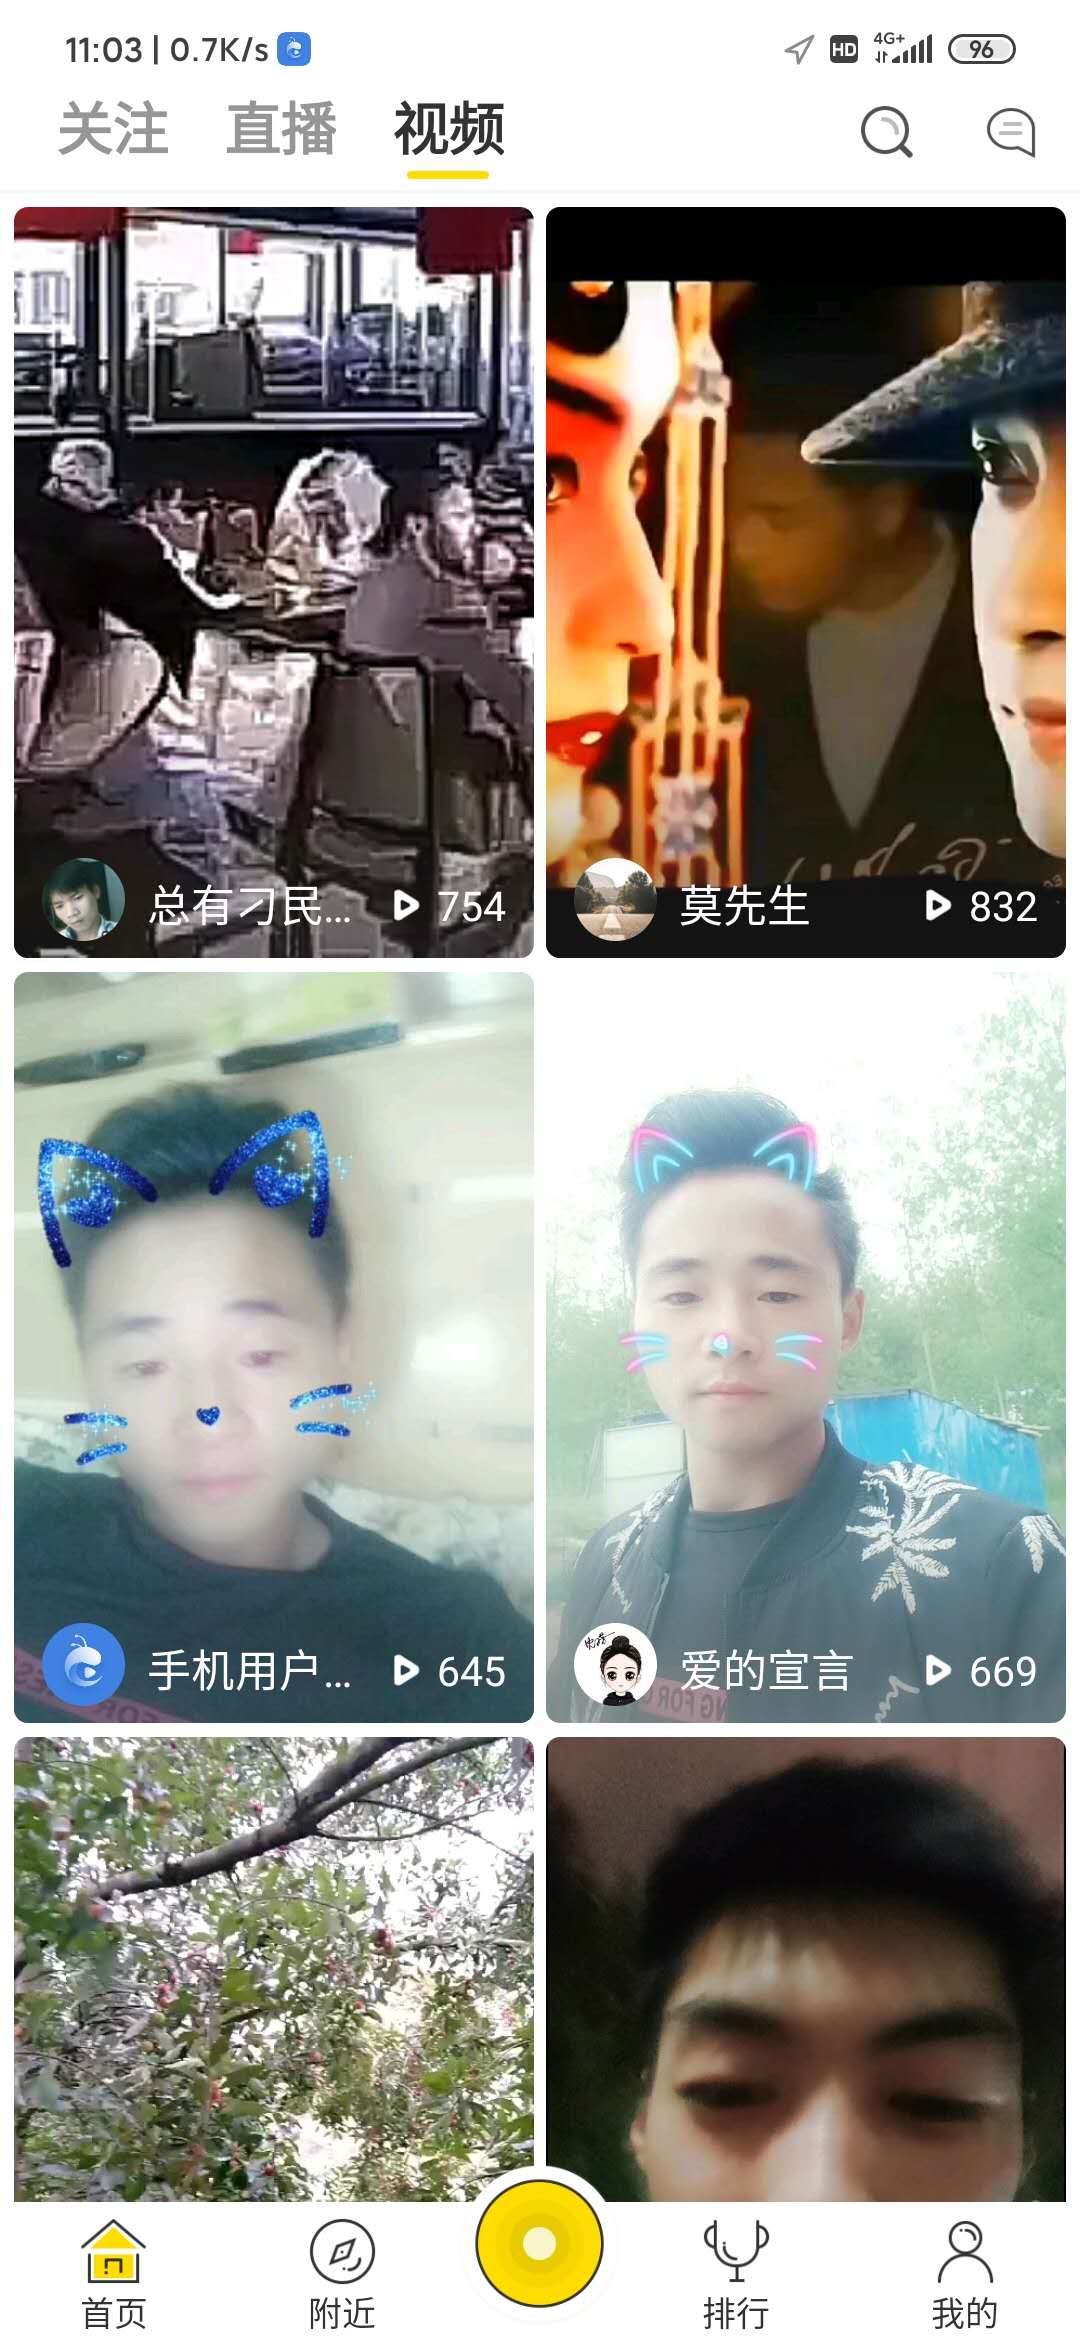 11:03 | 0.7K/s HD 4G+ 96
关注 直播 视频
总有刁民... 754
莫先生 832
手机用户... 645
爱的宣言 669
首页 附近 排行 我的